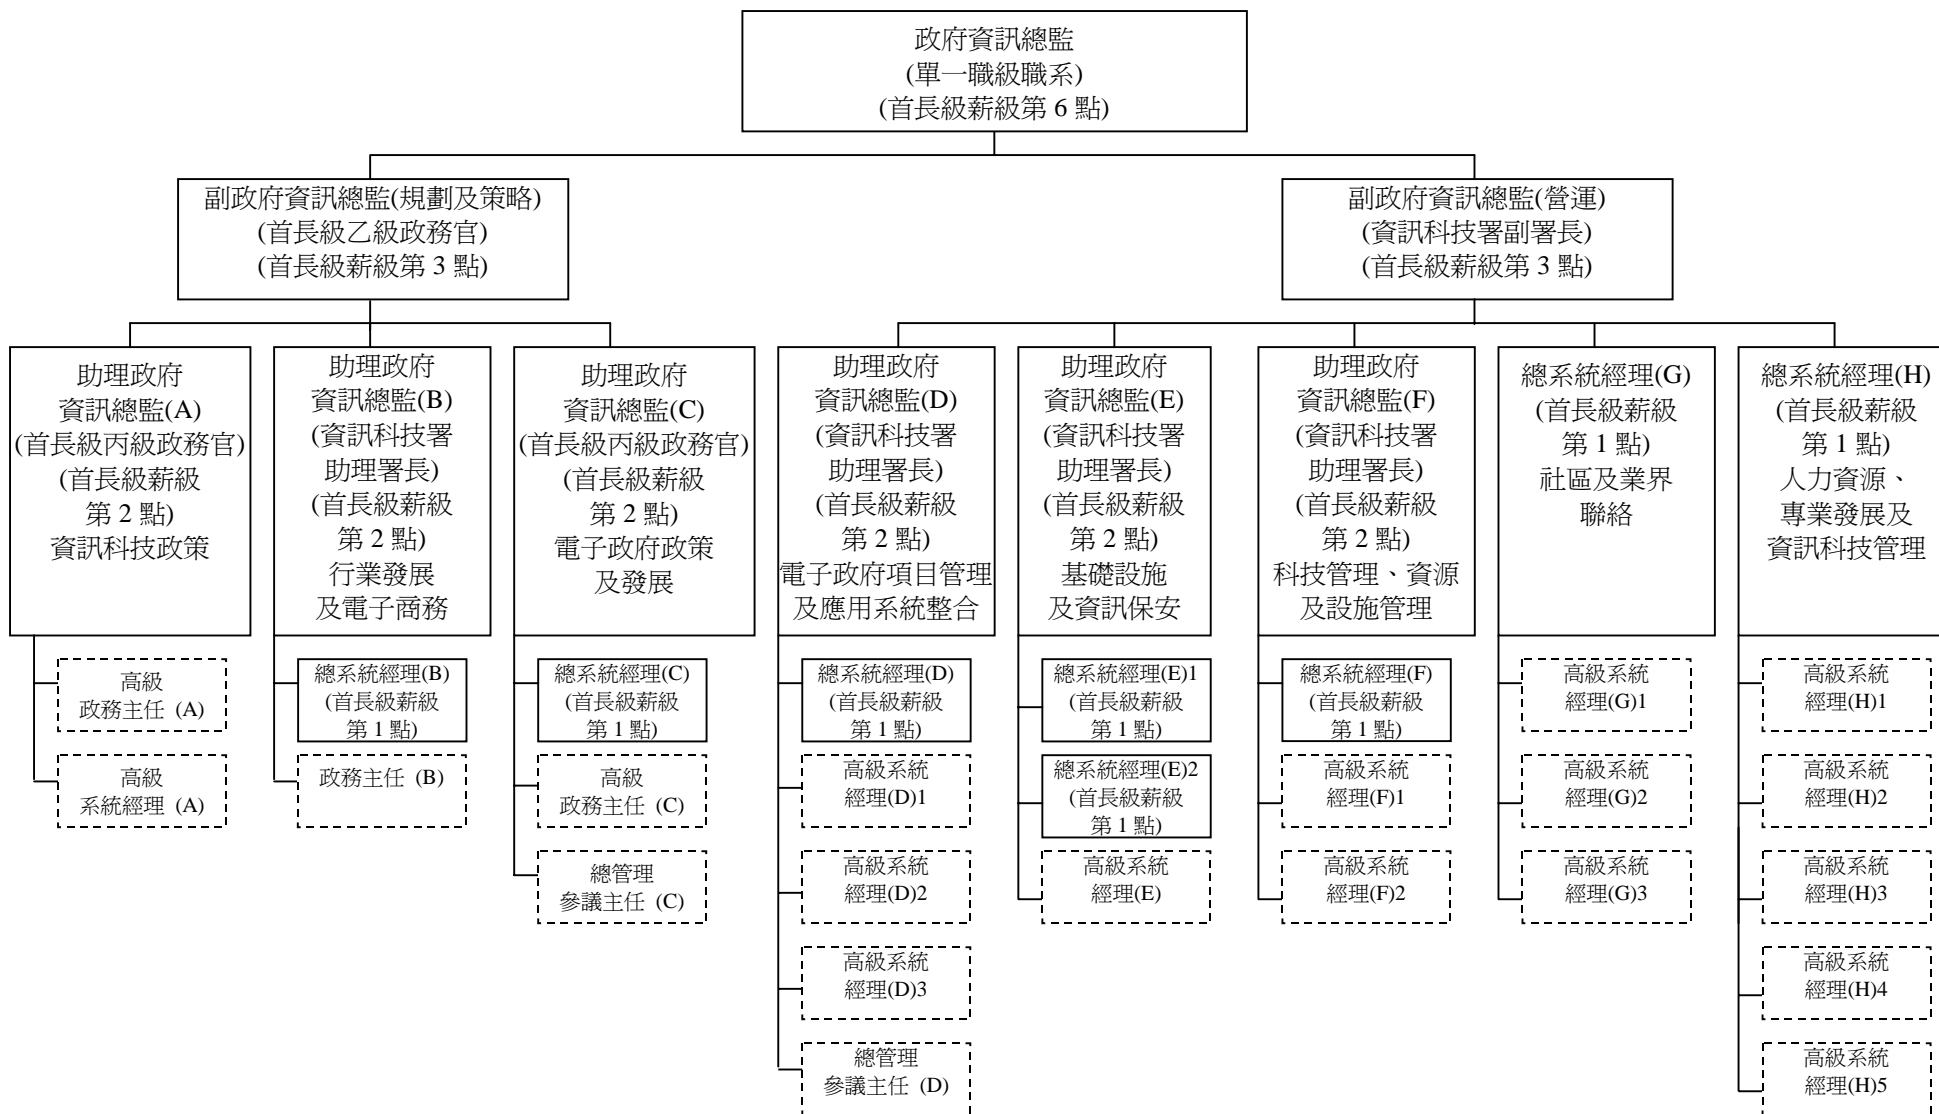 政府資訊總監
(單一職級職系)
(首長級薪級第 6 點)
副政府資訊總監(規劃及策略)
(首長級乙級政務官)
(首長級薪級第 3 點)
副政府資訊總監(營運)
(資訊科技署副署長)
(首長級薪級第 3 點)
助理政府
資訊總監(A)
(首長級丙級政務官)
(首長級薪級
第 2 點)
資訊科技政策
助理政府
資訊總監(B)
(資訊科技署
助理署長)
(首長級薪級
第 2 點)
行業發展
及電子商務
助理政府
資訊總監(C)
(首長級丙級政務官)
(首長級薪級
第 2 點)
電子政府政策
及發展
助理政府
資訊總監(D)
(資訊科技署
助理署長)
(首長級薪級
第 2 點)
電子政府項目管理
及應用系統整合
助理政府
資訊總監(E)
(資訊科技署
助理署長)
(首長級薪級
第 2 點)
基礎設施
及資訊保安
助理政府
資訊總監(F)
(資訊科技署
助理署長)
(首長級薪級
第 2 點)
科技管理、資源
及設施管理
總系統經理(G)
(首長級薪級
第 1 點)
社區及業界
聯絡
總系統經理(H)
(首長級薪級
第 1 點)
人力資源、
專業發展及
資訊科技管理
高級
政務主任 (A)
高級
系統經理 (A)
總系統經理(B)
(首長級薪級
第 1 點)
政務主任 (B)
總系統經理(C)
(首長級薪級
第 1 點)
高級
政務主任 (C)
總管理
參議主任 (C)
總系統經理(D)
(首長級薪級
第 1 點)
高級系統
經理(D)1
高級系統
經理(D)2
高級系統
經理(D)3
總管理
參議主任 (D)
總系統經理(E)1
(首長級薪級
第 1 點)
總系統經理(E)2
(首長級薪級
第 1 點)
高級系統
經理(E)
總系統經理(F)
(首長級薪級
第 1 點)
高級系統
經理(F)1
高級系統
經理(F)2
高級系統
經理(G)1
高級系統
經理(G)2
高級系統
經理(G)3
高級系統
經理(H)1
高級系統
經理(H)2
高級系統
經理(H)3
高級系統
經理(H)4
高級系統
經理(H)5